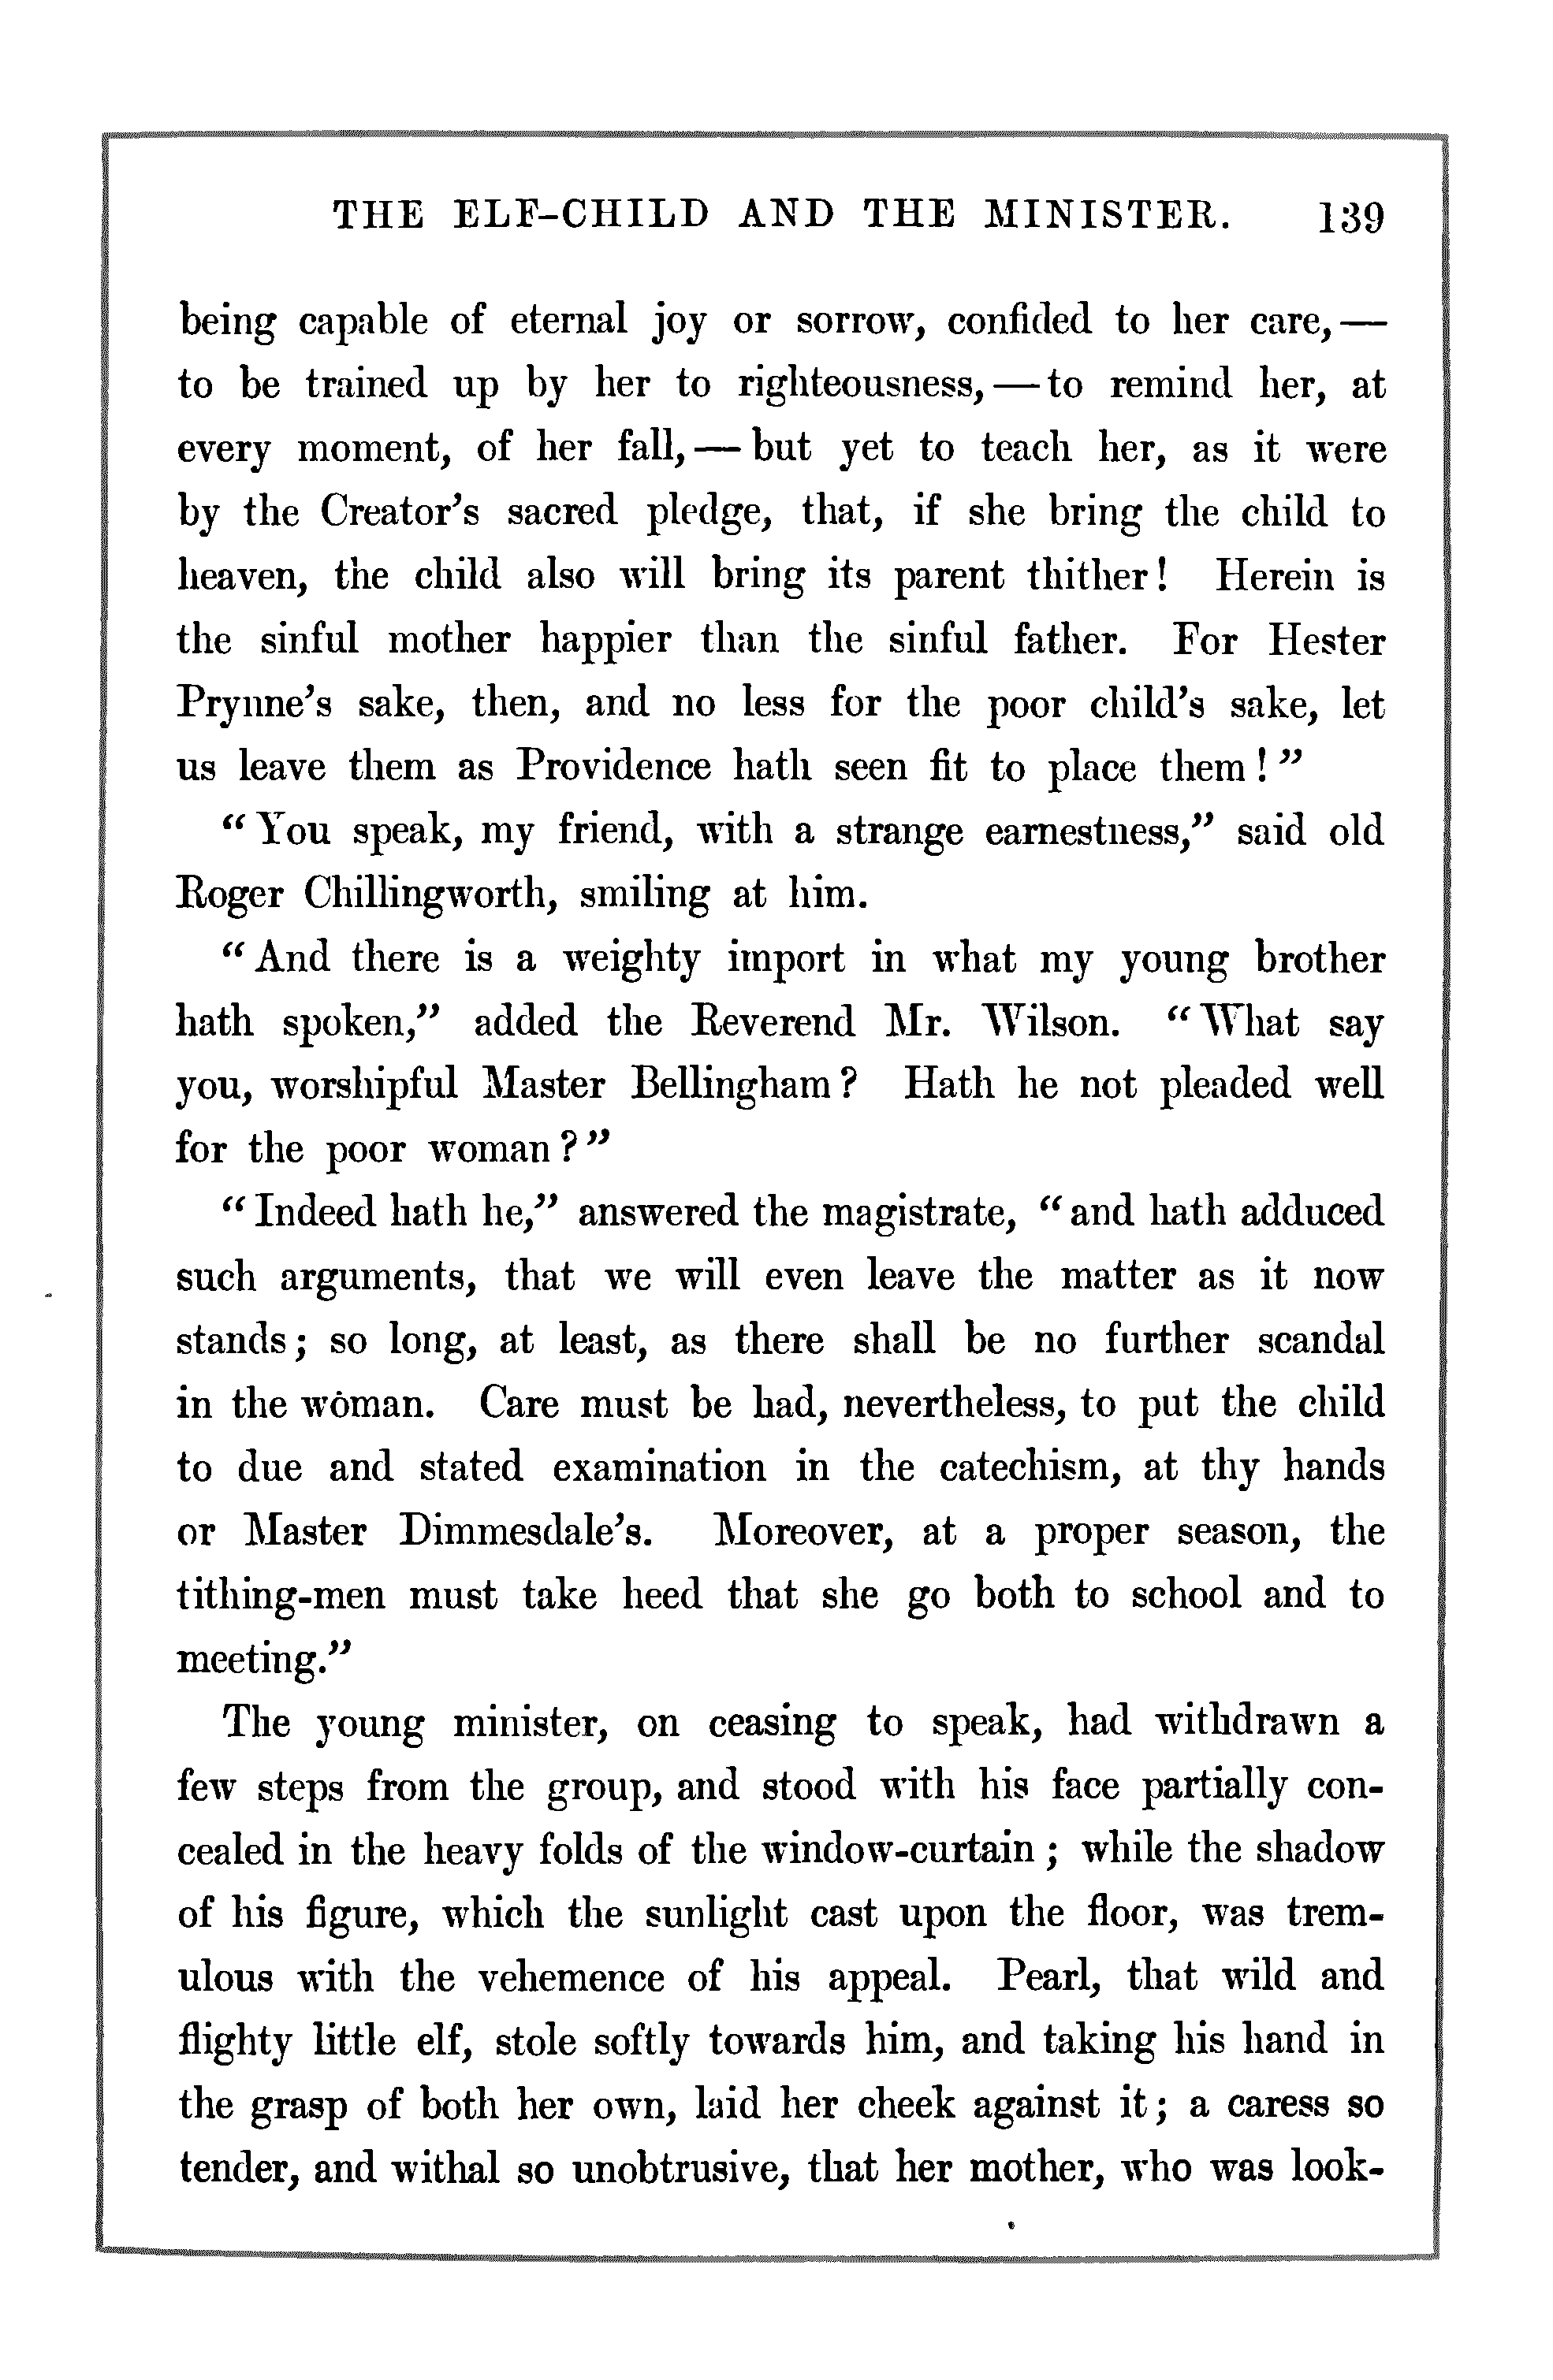 THE ELF-CHILD AND THE MINISTER. 139
being capable of eternal joy or sorrow, confided to her care,—
to be trained up by her to righteousness,—to remind her, at
every moment, of her fall,—but yet to teach her, as it were
by the Creator's sacred pledge, that, if she bring the child to
heaven, the child also will bring its parent thither! Herein is
the sinful mother happier than the sinful father. For Hester
Prynne's sake, then, and no less for the poor child's sake, let
us leave them as Providence hath seen fit to place them!"
"You speak, my friend, with a strange earnestness," said old
Roger Chillingworth, smiling at him.
"And there is a weighty import in what my young brother
hath spoken," added the Reverend Mr. Wilson. "What say
you, worshipful Master Bellingham? Hath he not pleaded well
for the poor woman?"
"Indeed hath he," answered the magistrate, "and hath adduced
such arguments, that we will even leave the matter as it now
stands; so long, at least, as there shall be no further scandal
in the woman. Care must be had, nevertheless, to put the child
to due and stated examination in the catechism, at thy hands
or Master Dimmesdale's. Moreover, at a proper season, the
tithing-men must take heed that she go both to school and to
meeting."
The young minister, on ceasing to speak, had withdrawn a
few steps from the group, and stood with his face partially con-
cealed in the heavy folds of the window-curtain; while the shadow
of his figure, which the sunlight cast upon the floor, was trem-
ulous with the vehemence of his appeal. Pearl, that wild and
flighty little elf, stole softly towards him, and taking his hand in
the grasp of both her own, laid her cheek against it; a caress so
tender, and withal so unobtrusive, that her mother, who was look-